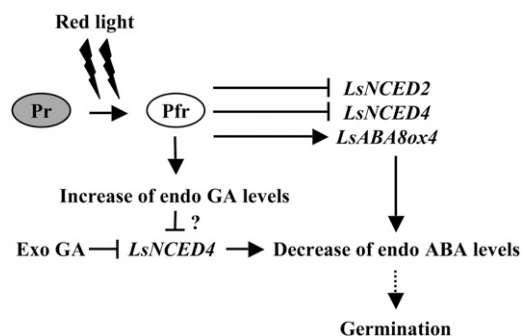 Red light
Pr
Pfr
LsNCED2
LsNCED4
LsABA8ox4
Increase of endo GA levels
?
Exo GA
LsNCED4
Decrease of endo ABA levels
Germination